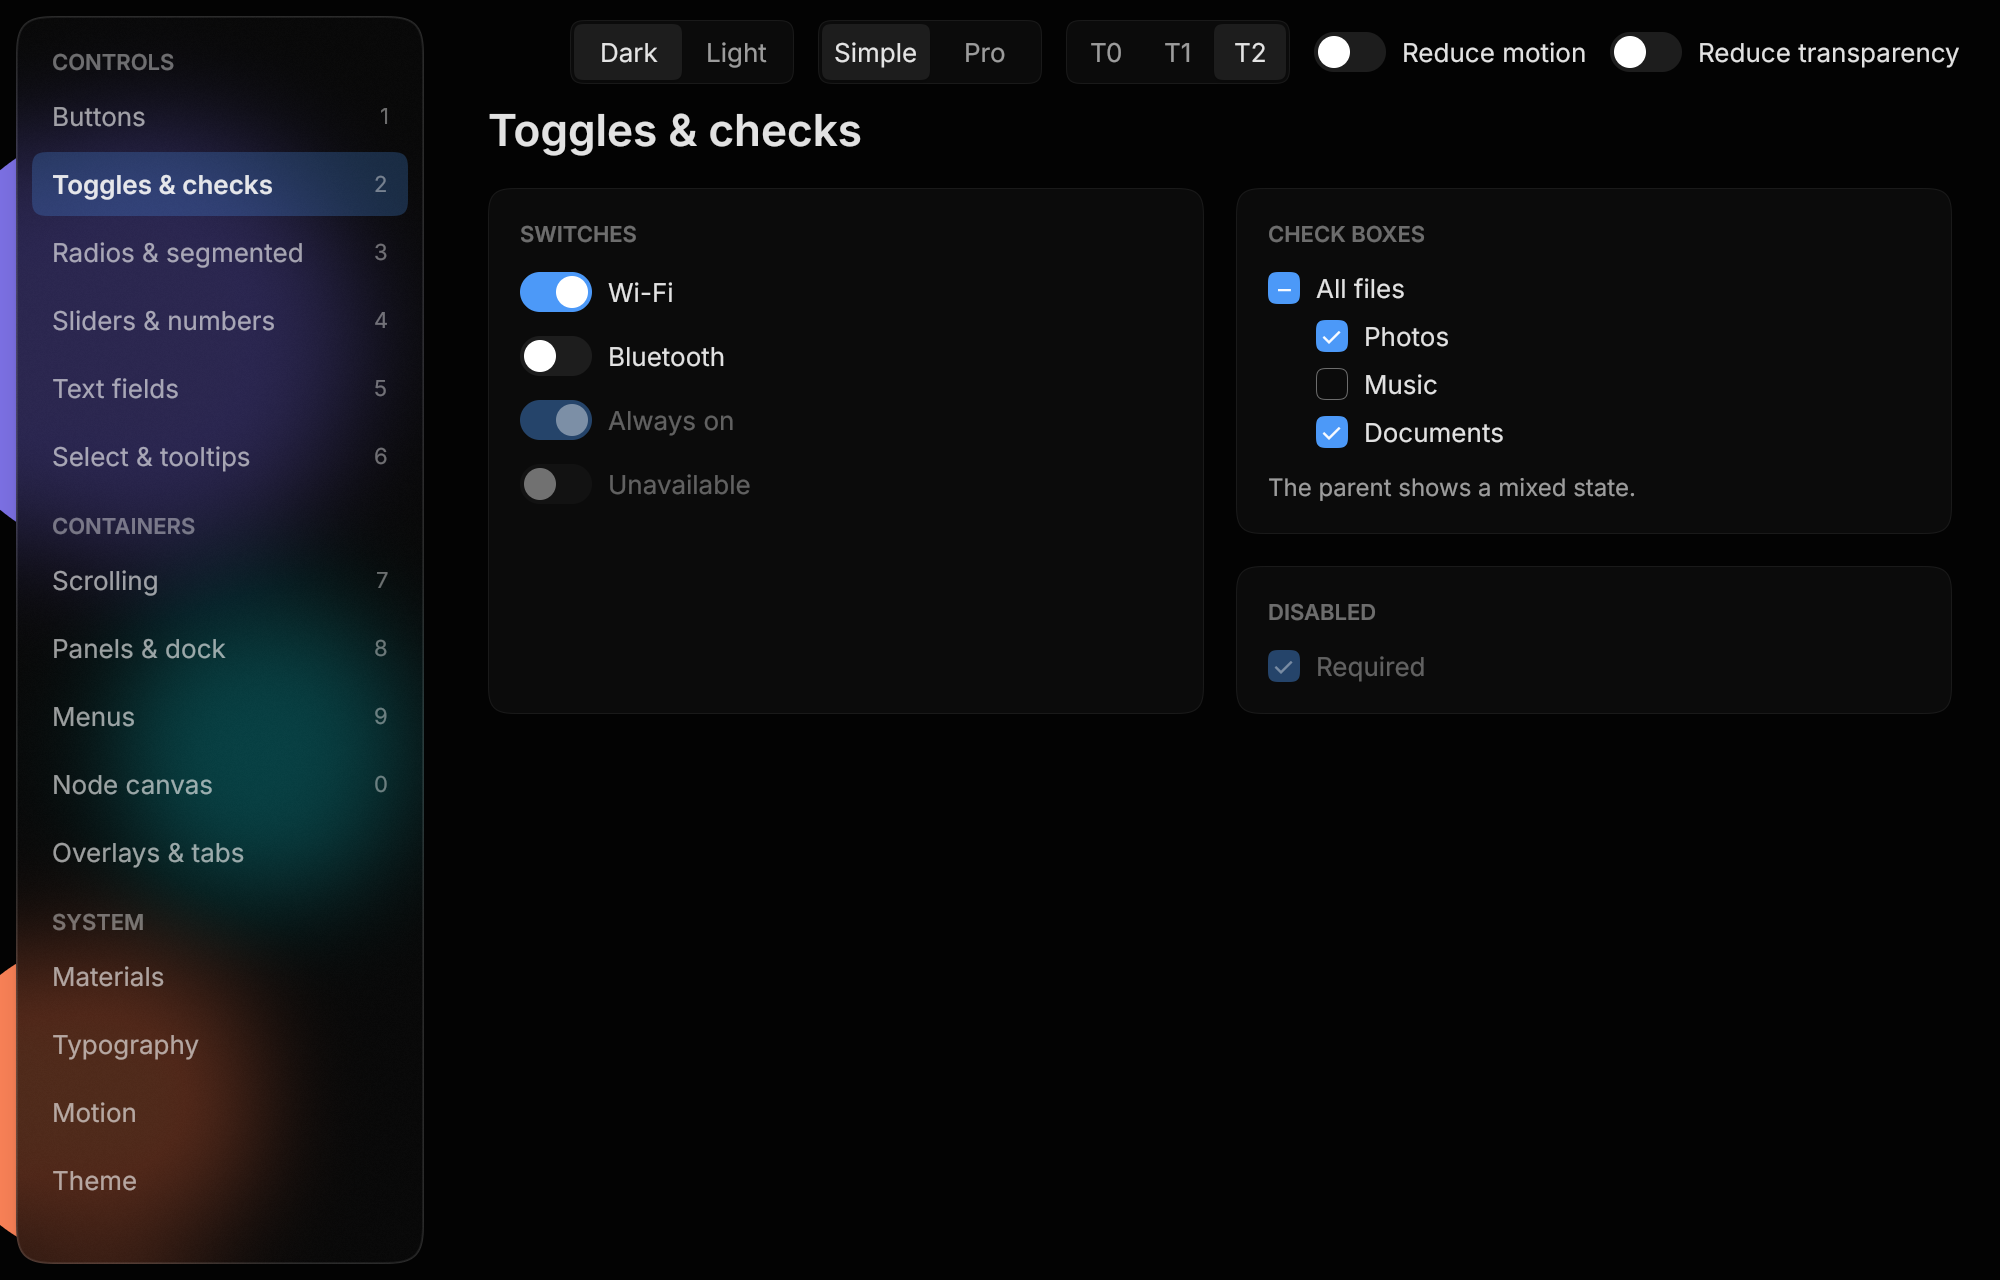 CONTROLS
Buttons 1
Toggles & checks 2
Radios & segmented 3
Sliders & numbers 4
Text fields 5
Select & tooltips 6
CONTAINERS
Scrolling 7
Panels & dock 8
Menus 9
Node canvas 0
Overlays & tabs
SYSTEM
Materials
Typography
Motion
Theme
Dark Light Simple Pro T0 T1 T2 Reduce motion Reduce transparency
Toggles & checks
SWITCHES
Wi-Fi
Bluetooth
Always on
Unavailable
CHECK BOXES
All files
Photos
Music
Documents
The parent shows a mixed state.
DISABLED
Required